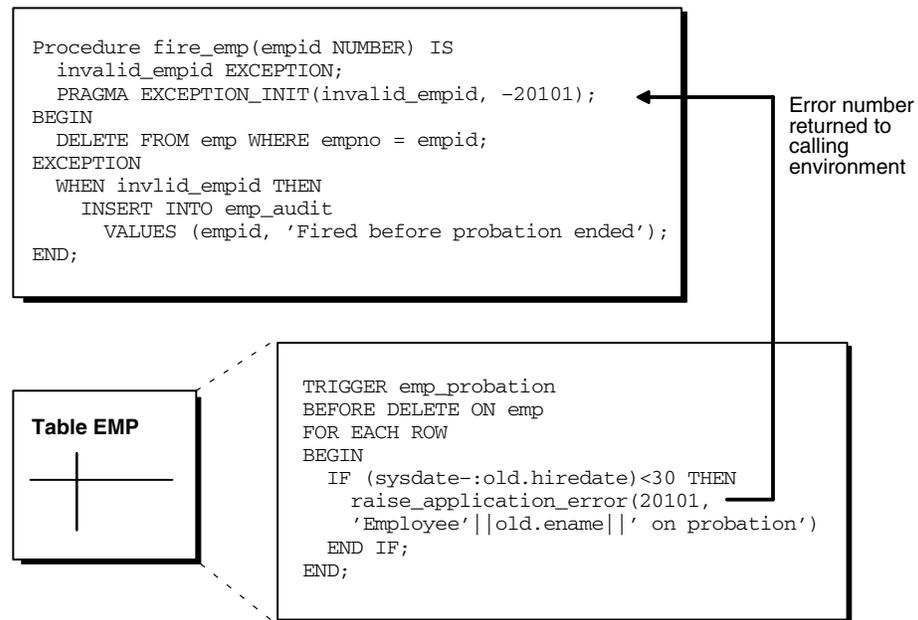 Procedure fire_emp(empid NUMBER) IS
invalid_empid EXCEPTION;
PRAGMA EXCEPTION_INIT(invalid_empid, –20101);
BEGIN
DELETE FROM emp WHERE empno = empid;
EXCEPTION
WHEN invlid_empid THEN
INSERT INTO emp_audit
VALUES (empid, ’Fired before probation ended’);
END;
Error number
returned to
calling
environment
Table EMP
TRIGGER emp_probation
BEFORE DELETE ON emp
FOR EACH ROW
BEGIN
IF (sysdate–:old.hiredate)<30 THEN
raise_application_error(20101,
’Employee’||old.ename||’ on probation’)
END IF;
END;